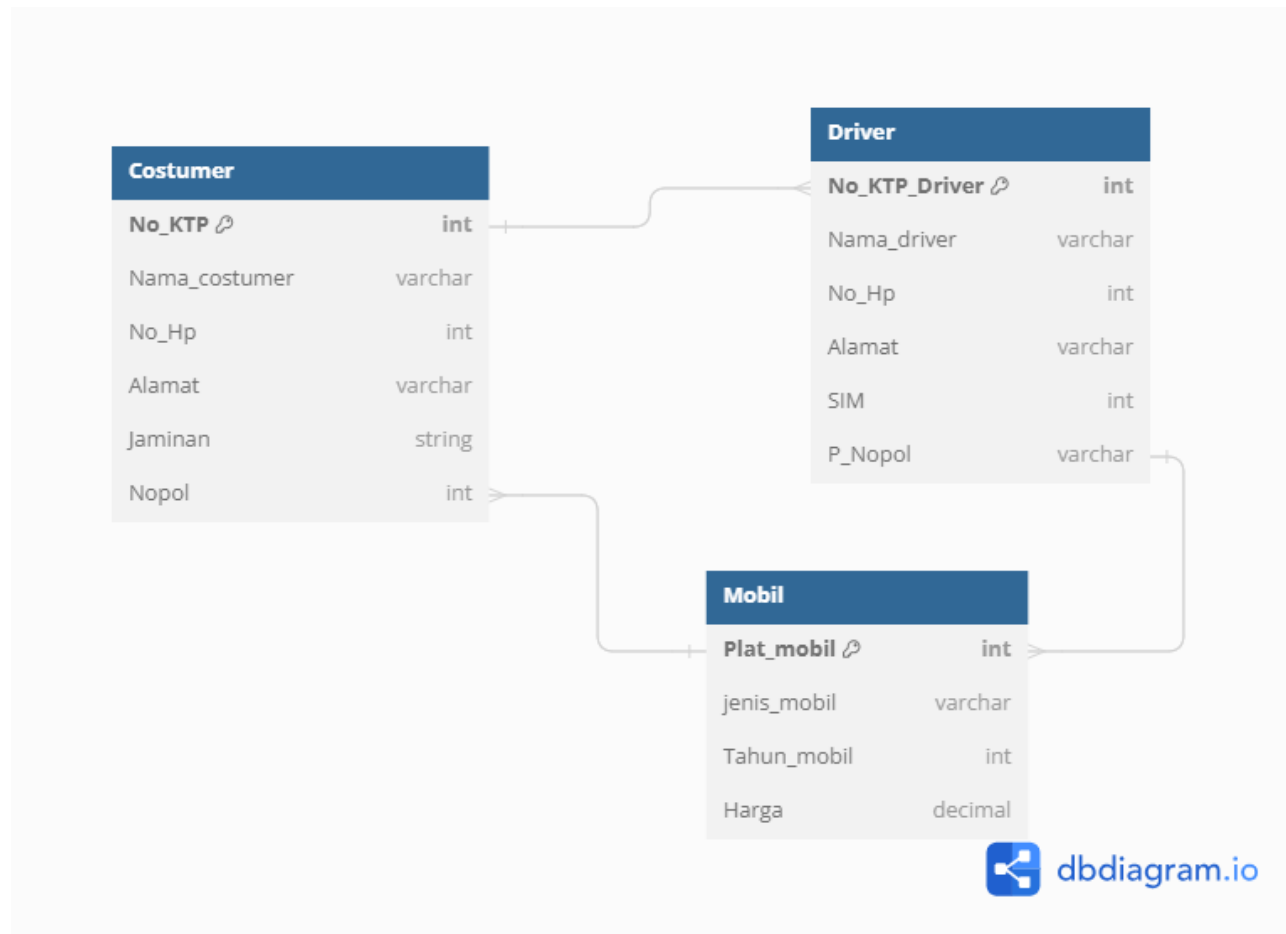 Costumer
No_KTP int
Nama_costumer varchar
No_Hp int
Alamat varchar
Jaminan string
Nopol int
Driver
No_KTP_Driver int
Nama_driver varchar
No_Hp int
Alamat varchar
SIM int
P_Nopol varchar
Mobil
Plat_mobil int
jenis_mobil varchar
Tahun_mobil int
Harga decimal
dbdiagram.io